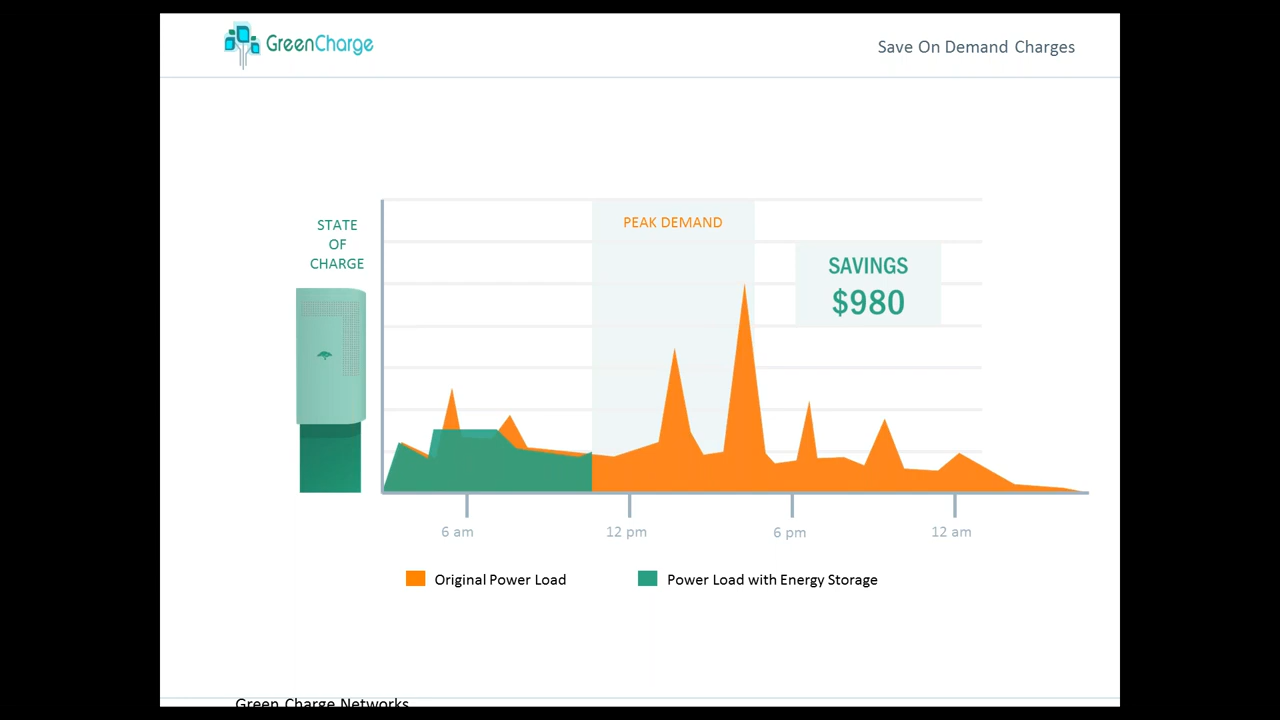 GreenCharge
Save On Demand Charges
STATE
OF
CHARGE
PEAK DEMAND
SAVINGS
$980
6 am
12 pm
6 pm
12 am
Original Power Load
Power Load with Energy Storage
Green Charge Networks